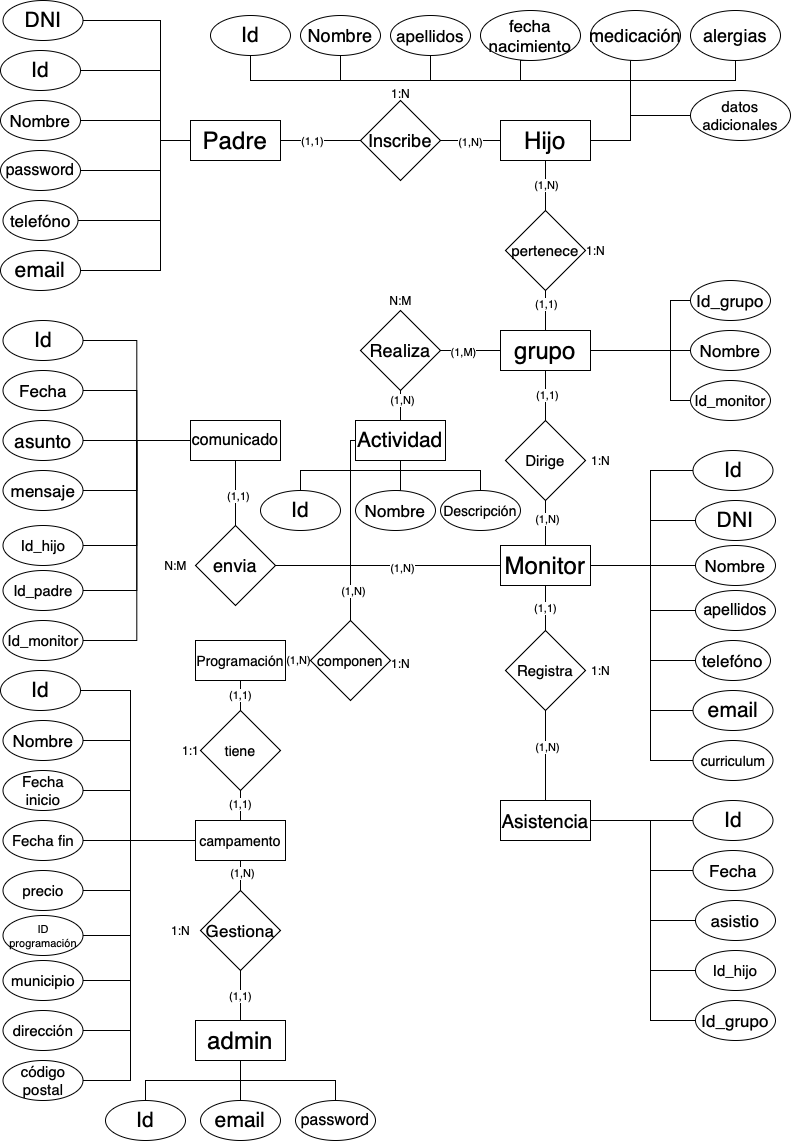 DNI
Id
Nombre
password
telefóno
email
Padre
(1,1)
1:N
Inscribe
(1,N)
Hijo
Id
Nombre
apellidos
fecha
nacimiento
medicación
alergias
datos
adicionales
(1,N)
pertenece
1:N
(1,1)
N:M
Realiza
(1,M)
grupo
Id_grupo
Nombre
Id_monitor
(1,N)
(1,1)
Actividad
Id
Nombre
Descripción
Dirige
1:N
(1,N)
Id
Fecha
asunto
mensaje
Id_hijo
Id_padre
Id_monitor
comunicado
(1,1)
N:M
envia
(1,N)
Monitor
Id
DNI
Nombre
apellidos
telefóno
email
curriculum
(1,N)
(1,1)
Programación
(1,N)
componen
1:N
Registra
1:N
(1,1)
1:1
tiene
(1,1)
(1,N)
Id
Nombre
Fecha
inicio
Fecha fin
precio
ID
programación
municipio
dirección
código
postal
campamento
Asistencia
Id
Fecha
asistio
Id_hijo
Id_grupo
(1,N)
1:N
Gestiona
(1,1)
admin
Id
email
password